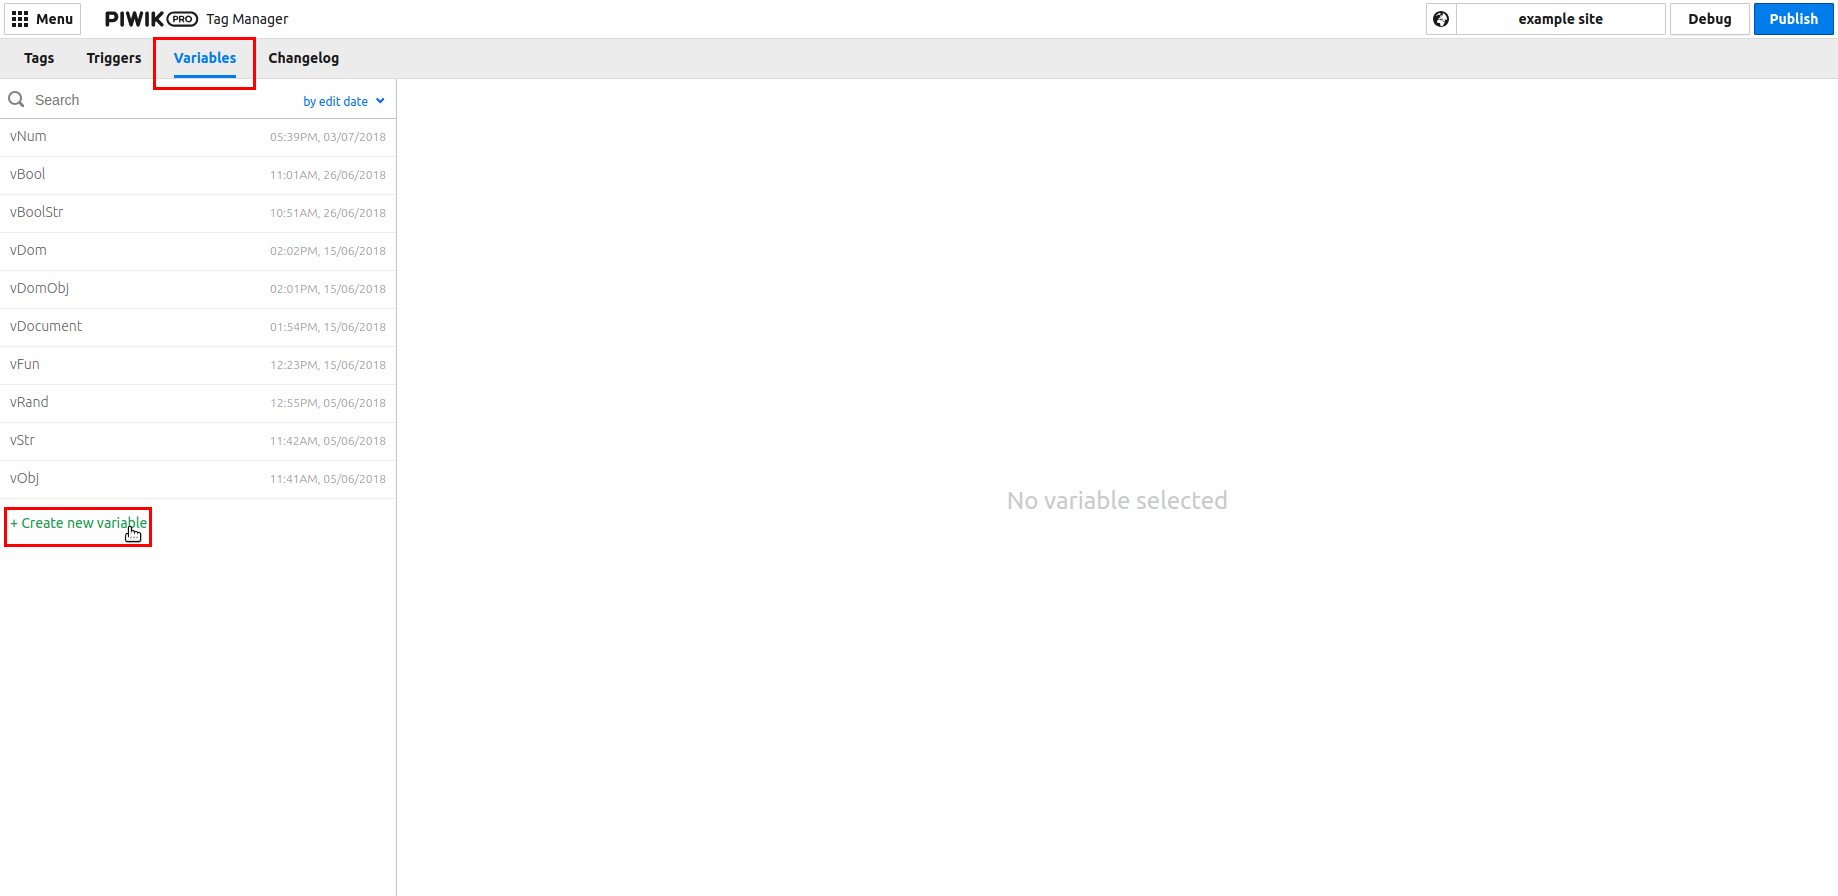 Menu PIWIK PRO Tag Manager example site Debug Publish
Tags Triggers Variables Changelog
Search by edit date
vNum 05:39PM, 03/07/2018
vBool 11:01AM, 26/06/2018
vBoolStr 10:51AM, 26/06/2018
vDom 02:02PM, 15/06/2018
vDomObj 02:01PM, 15/06/2018
vDocument 01:54PM, 15/06/2018
vFun 12:23PM, 15/06/2018
vRand 12:55PM, 05/06/2018
vStr 11:42AM, 05/06/2018
vObj 11:41AM, 05/06/2018
No variable selected
+ Create new variable